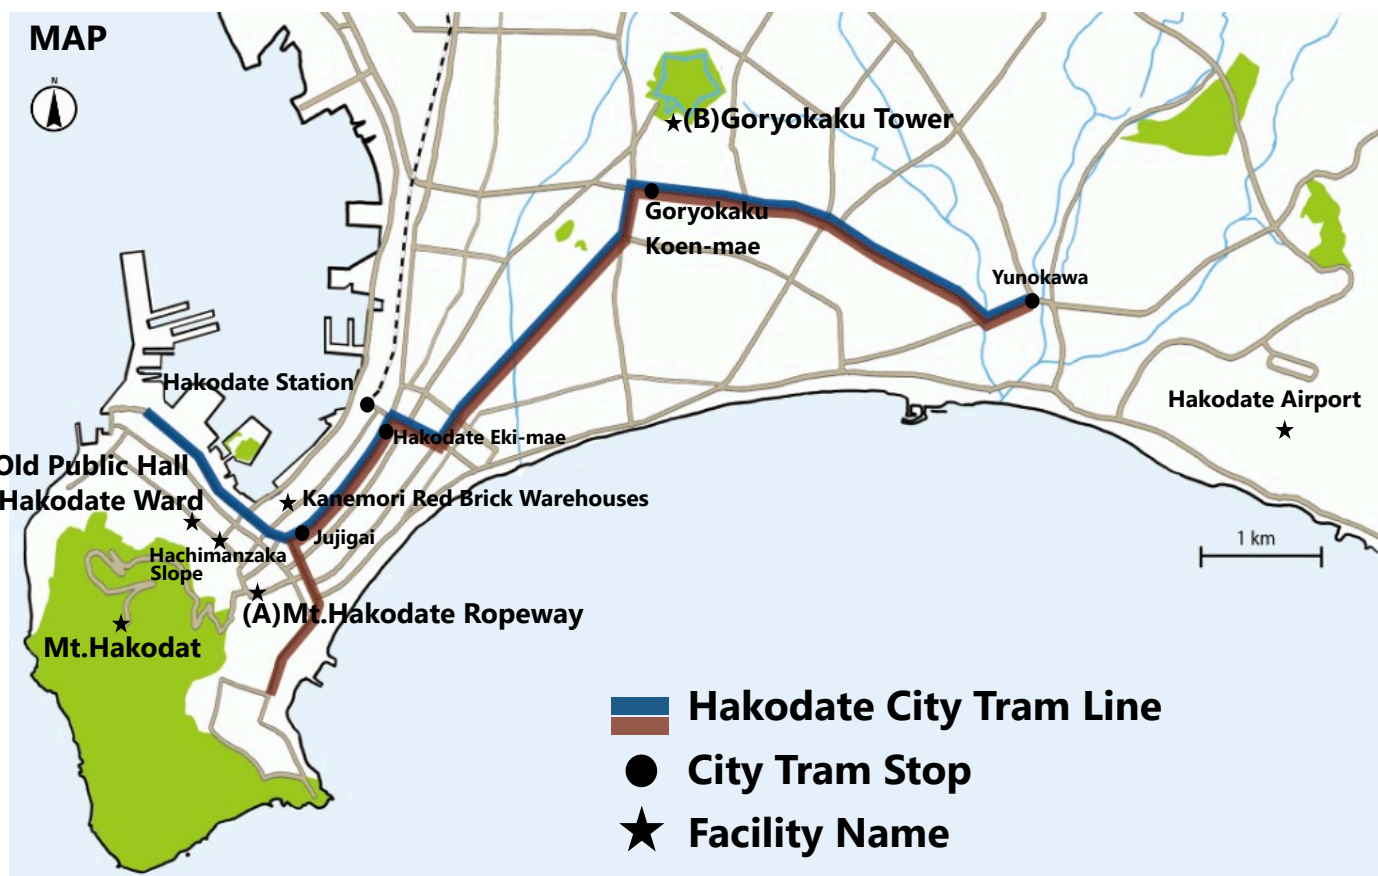 MAP
N
(B)Goryokaku Tower
Goryokaku
Koen-mae
Yunokawa
Hakodate Station
Hakodate Airport
Hakodate Eki-mae
Old Public Hall
Hakodate Ward
Kanemori Red Brick Warehouses
Jujigai
1 km
Hachimanzaka
Slope
(A)Mt.Hakodate Ropeway
Mt.Hakodat
Hakodate City Tram Line
City Tram Stop
Facility Name